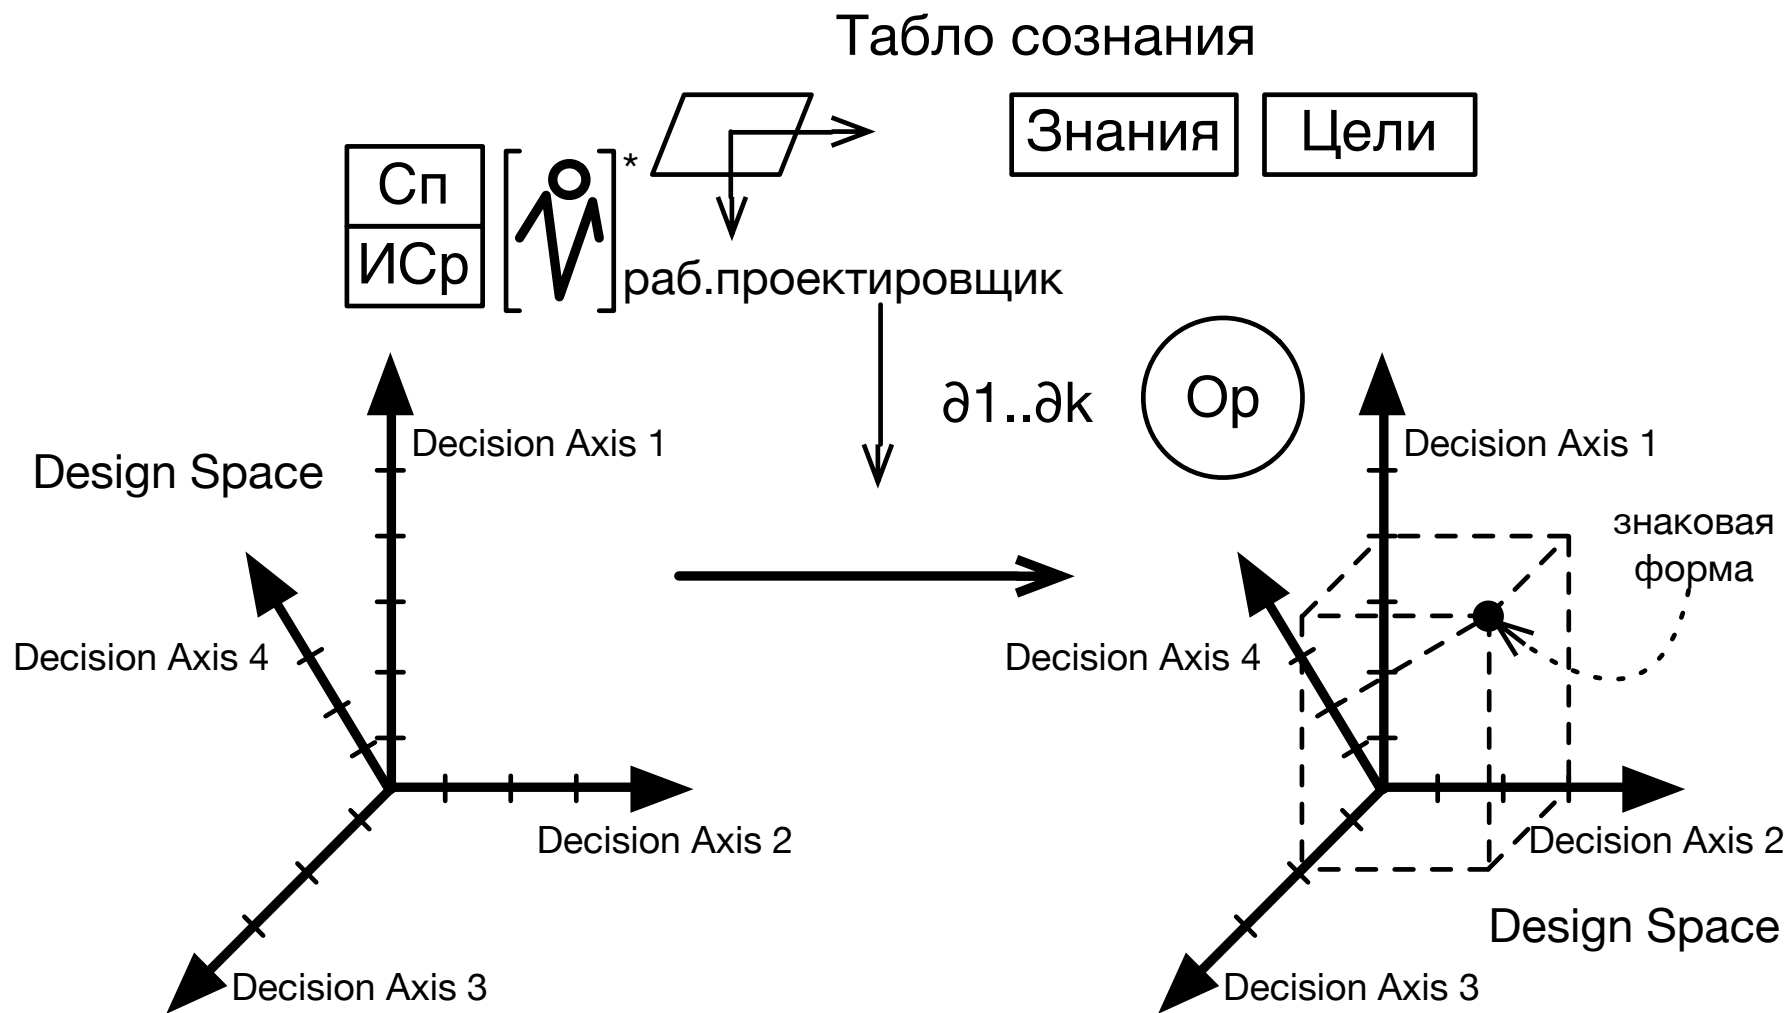 Табло сознания
Знания
Цели
Сп
ИСр
*
раб.проектировщик
∂1..∂k
Ор
Design Space
Decision Axis 1
Decision Axis 4
Decision Axis 2
Decision Axis 3
Decision Axis 1
знаковая
форма
Decision Axis 4
Decision Axis 2
Design Space
Decision Axis 3